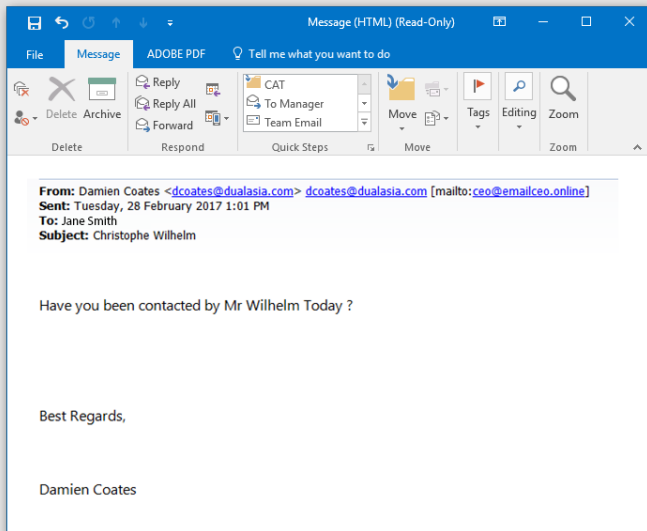 Message (HTML) (Read-Only)
File Message ADOBE PDF Tell me what you want to do
Delete Archive
Reply
Reply All
Forward
CAT
To Manager
Team Email
Move
Tags
Editing
Zoom
Delete Respond Quick Steps Move Zoom
From: Damien Coates <dcoates@dualasia.com> dcoates@dualasia.com [mailto:ceo@emailceo.online]
Sent: Tuesday, 28 February 2017 1:01 PM
To: Jane Smith
Subject: Christophe Wilhelm
Have you been contacted by Mr Wilhelm Today ?
Best Regards,
Damien Coates